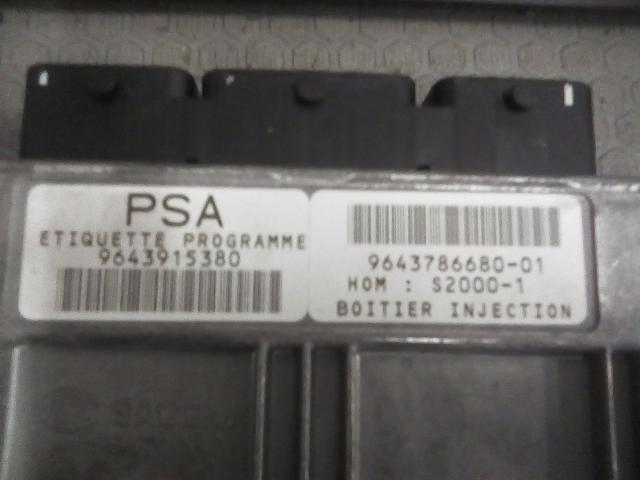 PSA
ETIQUETTE PROGRAMME
9643915380
9643786680-01
HOM : S2000-1
BOITIER INJECTION